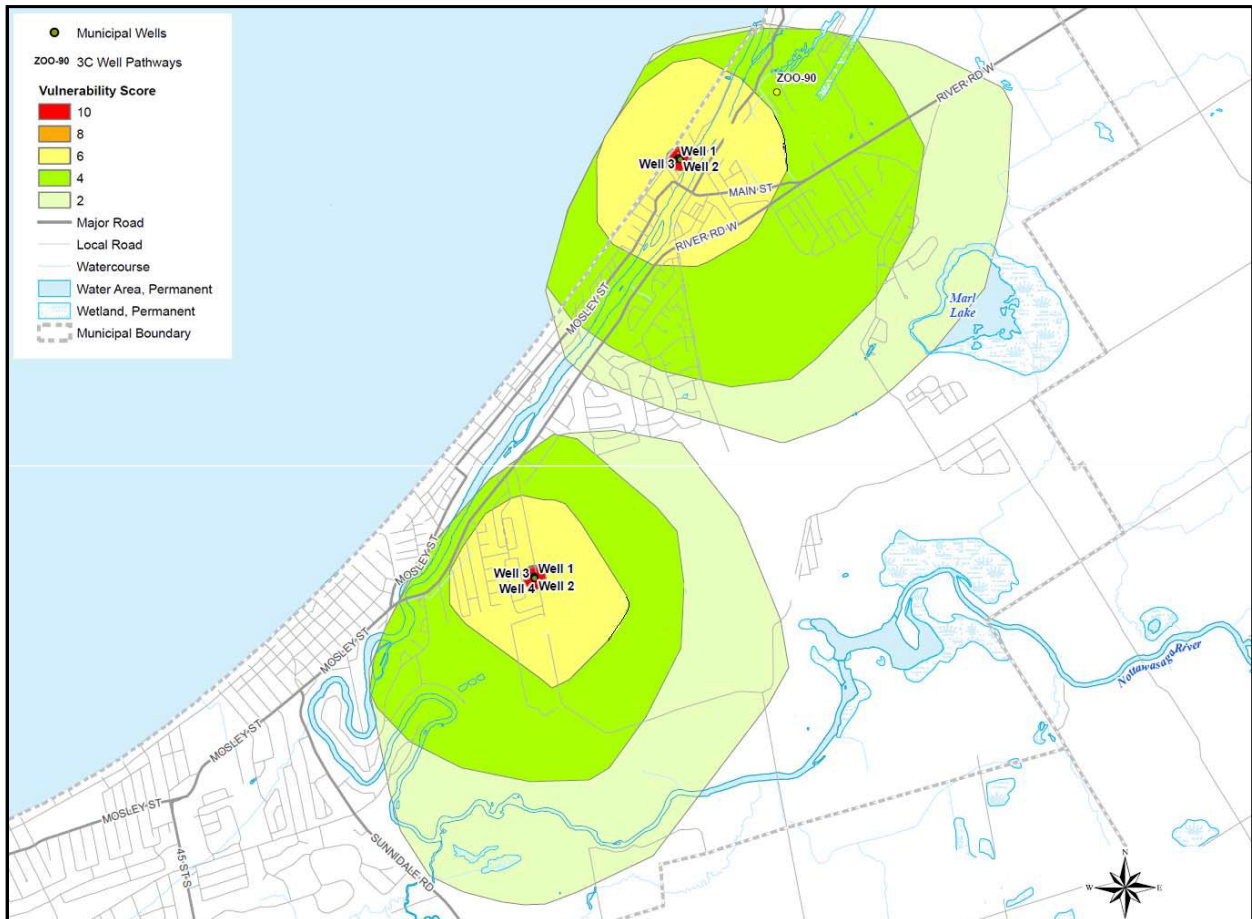 Municipal Wells
ZOO-90 3C Well Pathways
Vulnerability Score
10
8
6
4
2
Major Road
Local Road
Watercourse
Water Area, Permanent
Wetland, Permanent
Municipal Boundary
ZOO-90
RIVER RD W
Well 1
Well 3
Well 2
MAIN ST
RIVER RD W
MOSLEY ST
Marl
Lake
MOSLEY ST
Well 3
Well 1
Well 4
Well 2
MOSLEY ST
Nottawasaga River
MOSLEY ST
MOSLEY ST
45 ST S
SUNNIDALE RD
N
W
E
S